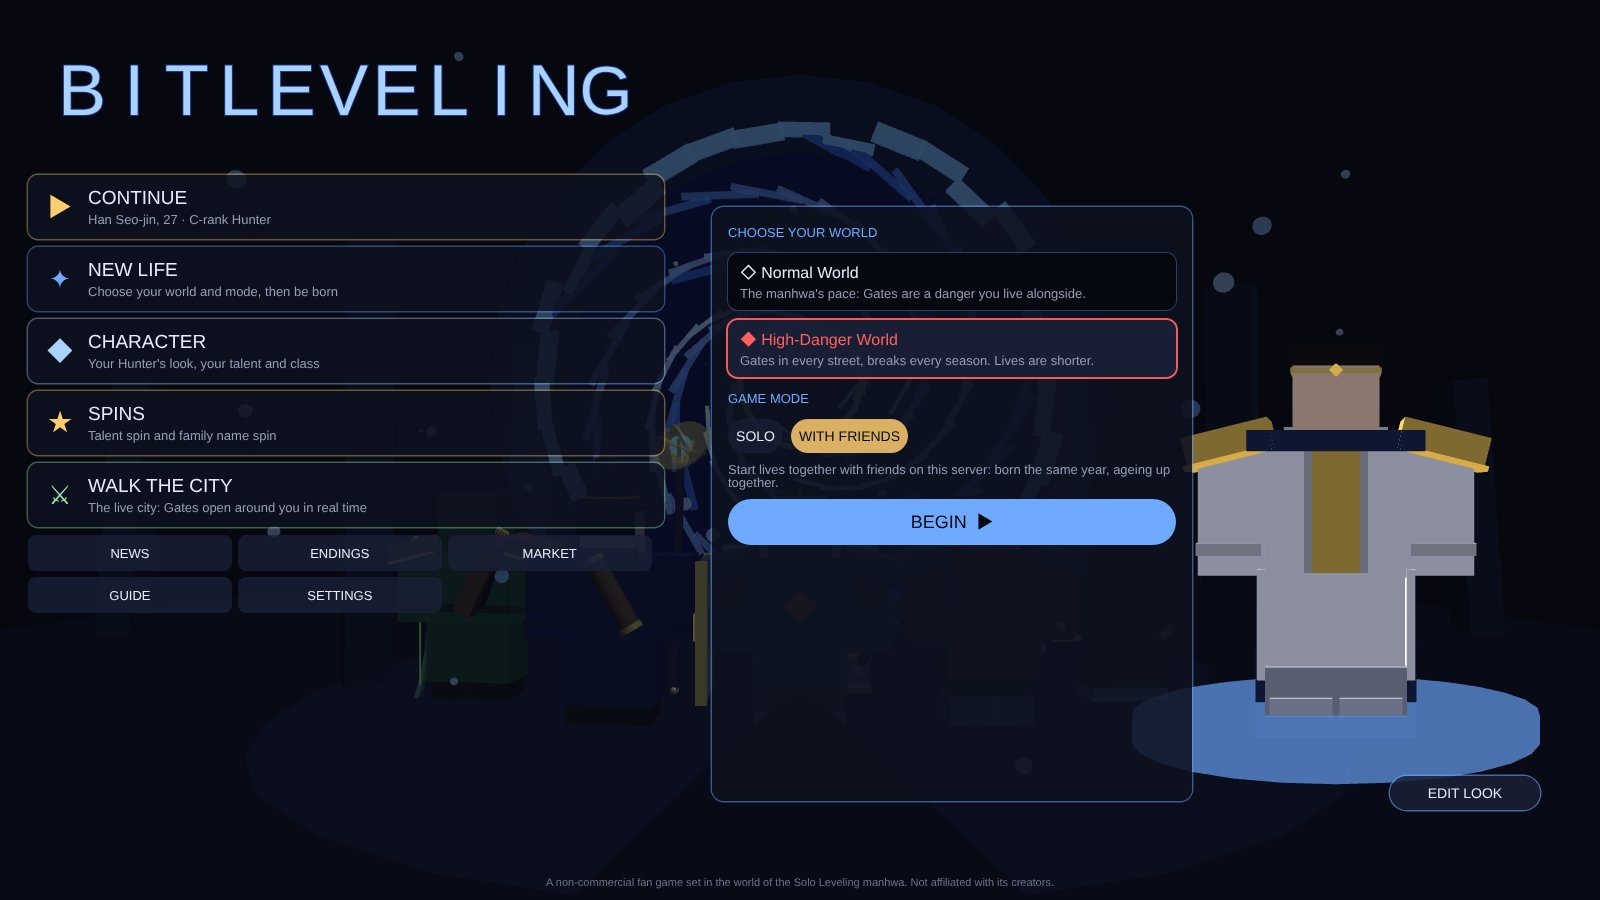 BITLEVELING
CONTINUE
Han Seo-jin, 27 · C-rank Hunter
NEW LIFE
Choose your world and mode, then be born
CHARACTER
Your Hunter's look, your talent and class
SPINS
Talent spin and family name spin
WALK THE CITY
The live city: Gates open around you in real time
NEWS
ENDINGS
MARKET
GUIDE
SETTINGS
CHOOSE YOUR WORLD
Normal World
The manhwa's pace: Gates are a danger you live alongside.
High-Danger World
Gates in every street, breaks every season. Lives are shorter.
GAME MODE
SOLO
WITH FRIENDS
Start lives together with friends on this server: born the same year, ageing up
together.
BEGIN
EDIT LOOK
A non-commercial fan game set in the world of the Solo Leveling manhwa. Not affiliated with its creators.